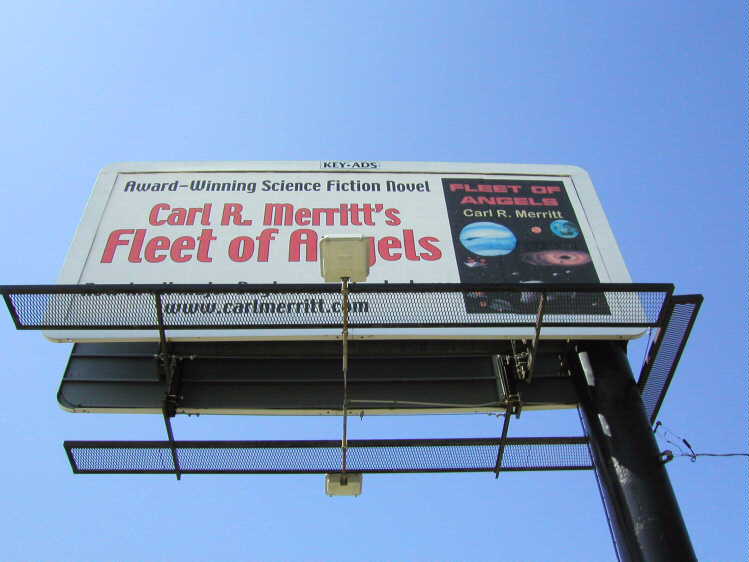 KEY-ADS
Award-Winning Science Fiction Novel
Carl R. Merritt's
Fleet of Angels
www.carlmerritt.com
FLEET OF
ANGELS
Carl R. Merritt